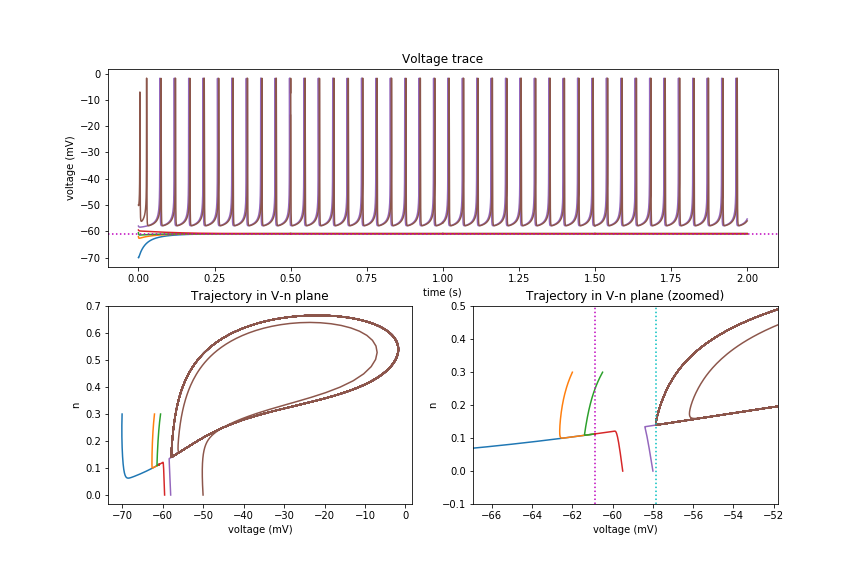 Voltage trace
voltage (mV)
0
−10
−20
−30
−40
−50
−60
−70
0.00 0.25 0.50 0.75 1.00 1.25 1.50 1.75 2.00
time (s)
Trajectory in V-n plane
n
0.7
0.6
0.5
0.4
0.3
0.2
0.1
0.0
−70 −60 −50 −40 −30 −20 −10 0
voltage (mV)
Trajectory in V-n plane (zoomed)
n
0.5
0.4
0.3
0.2
0.1
0.0
−0.1
−66 −64 −62 −60 −58 −56 −54 −52
voltage (mV)